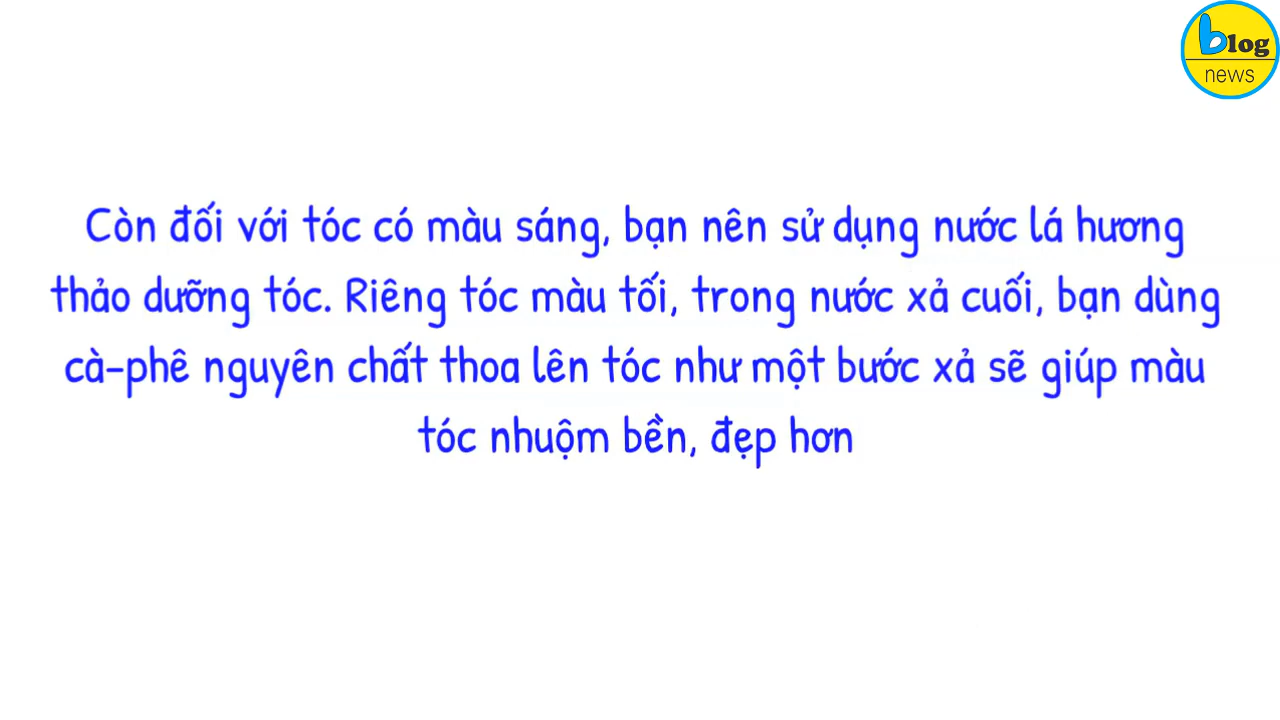 blog
news
Còn đối với tóc có màu sáng, bạn nên sử dụng nước lá hương
thảo dưỡng tóc. Riêng tóc màu tối, trong nước xả cuối, bạn dùng
cà-phê nguyên chất thoa lên tóc như một bước xả sẽ giúp màu
tóc nhuộm bền, đẹp hơn